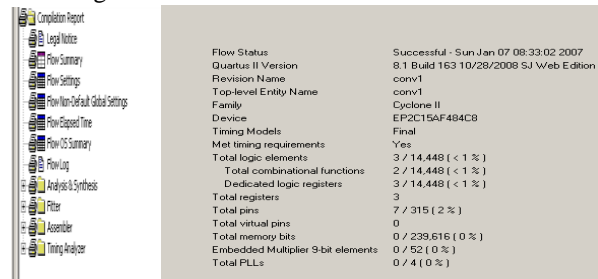 Compilation Report
Legal Notice
Flow Summary
Flow Settings
Flow Non-Default Global Settings
Flow Elapsed Time
Flow OS Summary
Flow Log
Analysis & Synthesis
Fitter
Assembler
Timing Analyzer
Flow Status Successful - Sun Jan 07 08:33:02 2007
Quartus II Version 8.1 Build 163 10/28/2008 SJ Web Edition
Revision Name conv1
Top-level Entity Name conv1
Family Cyclone II
Device EP2C15AF484C8
Timing Models Final
Met timing requirements Yes
Total logic elements 3 / 14,448 ( < 1 % )
Total combinational functions 2 / 14,448 ( < 1 % )
Dedicated logic registers 3 / 14,448 ( < 1 % )
Total registers 3
Total pins 7 / 315 ( 2 % )
Total virtual pins 0
Total memory bits 0 / 239,616 ( 0 % )
Embedded Multiplier 9-bit elements 0 / 52 ( 0 % )
Total PLLs 0 / 4 ( 0 % )